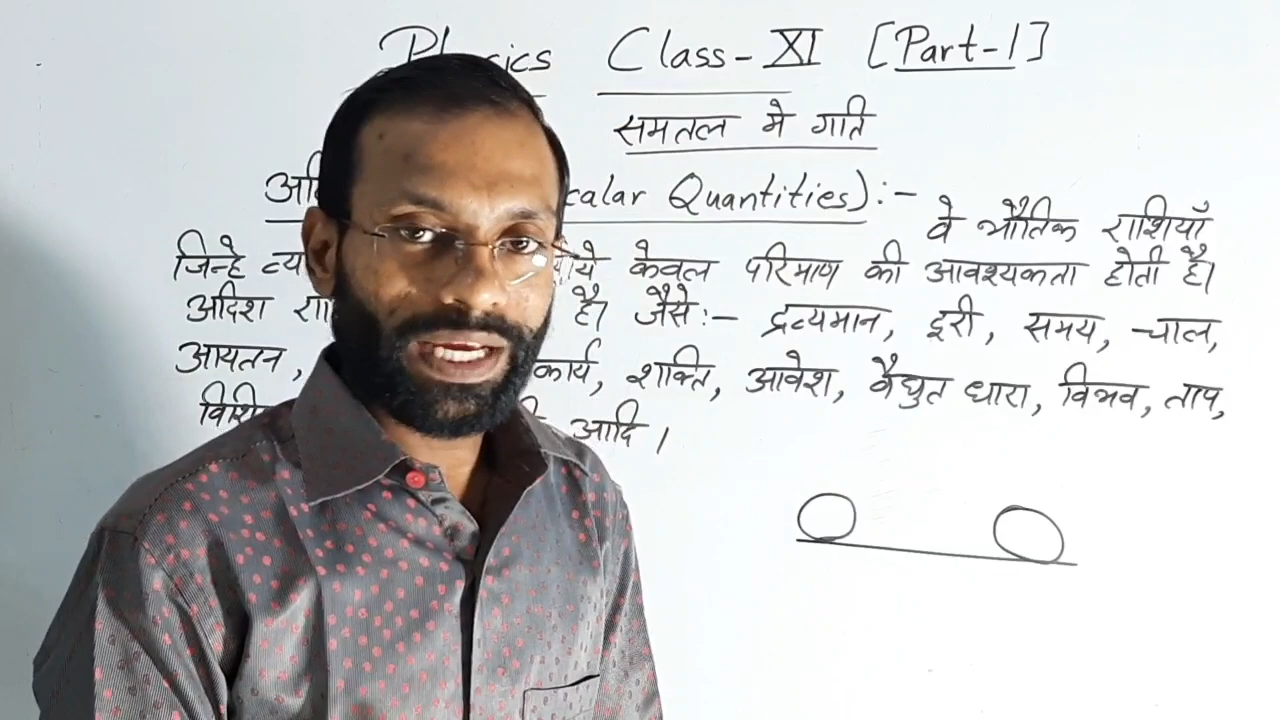 Physics Class-XI [Part-1]
समतल मे गति
Scalar Quantities):-
वे भौतिक राशियाँ
जिन्हे केवल परिमाण की आवश्यकता होती है।
अदिश है। जैसे:- द्रव्यमान, दूरी, समय, चाल,
आयतन, कार्य, शक्ति, आवेश, वैद्युत धारा, विभव, ताप,
आदि।